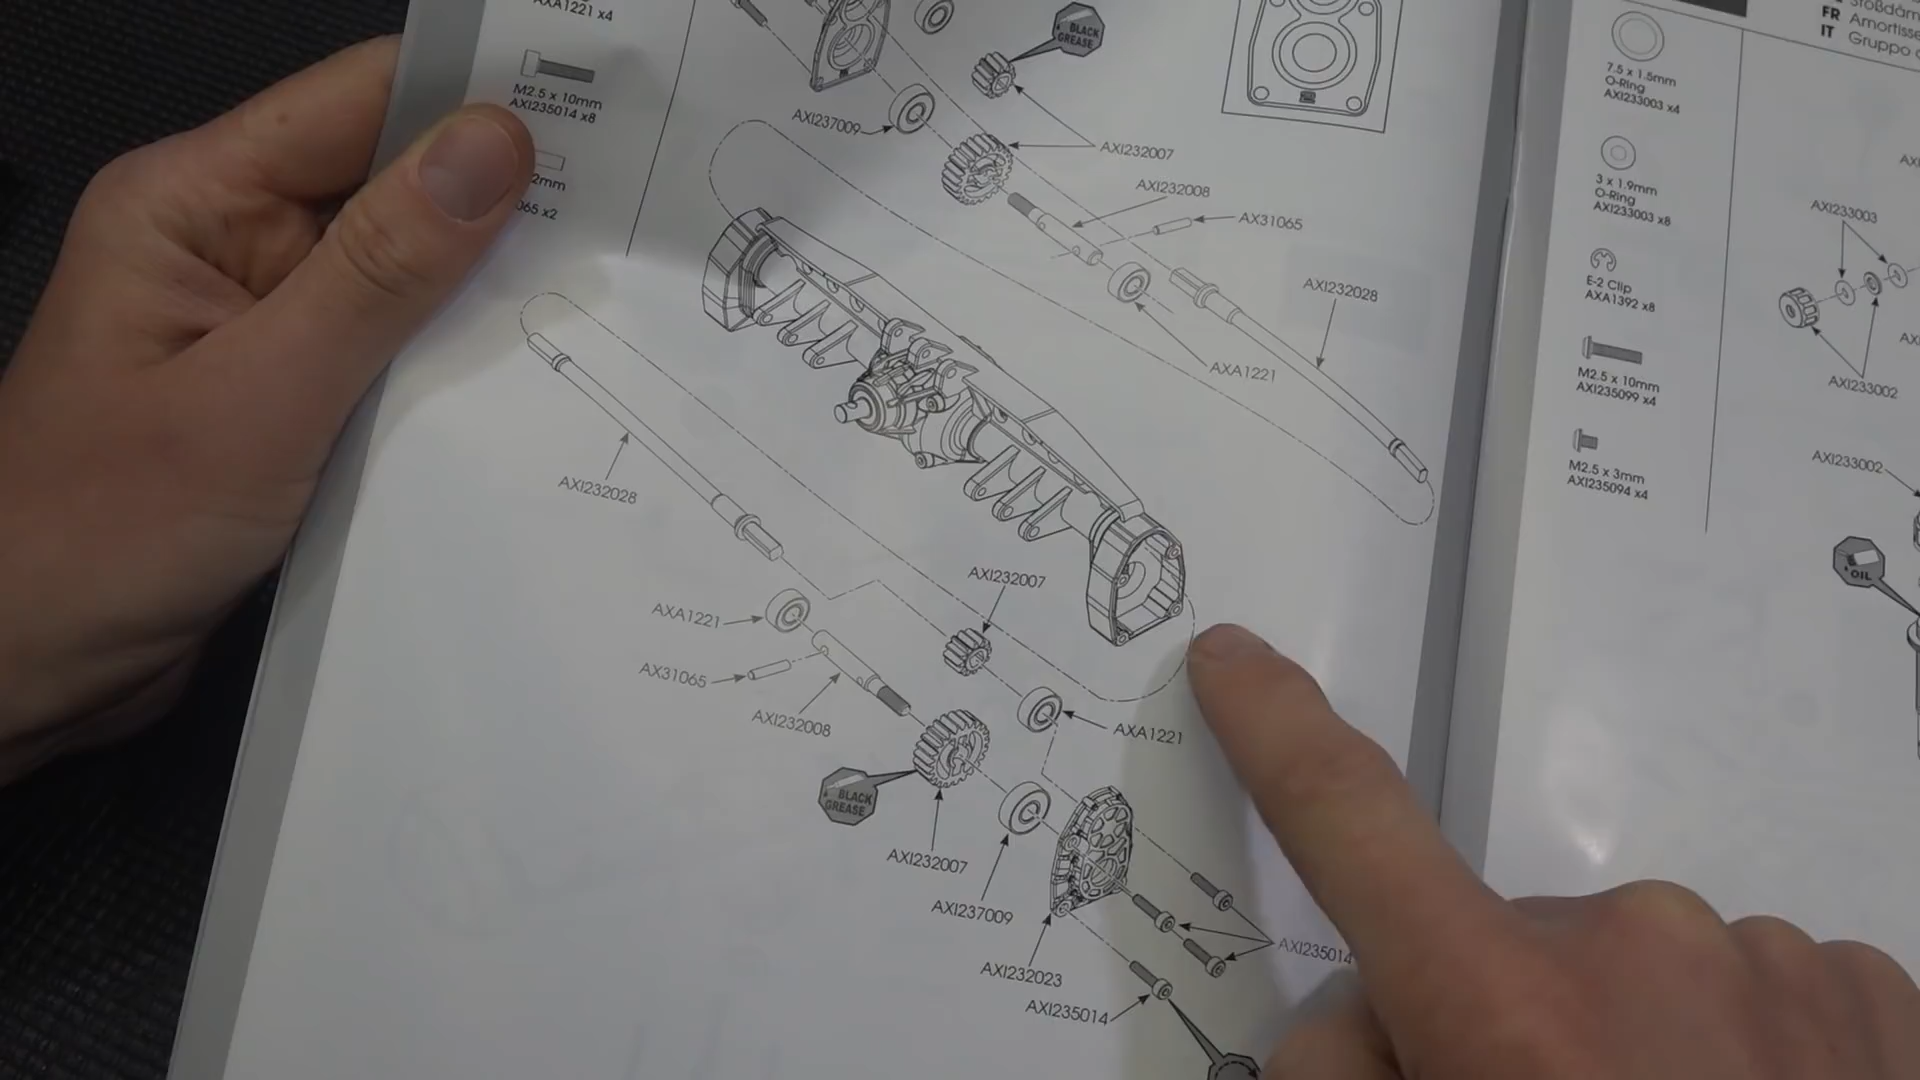 AXA1221 x4
M2.5 x 10mm
AXI235014 x8
2mm
065 x2
BLACK
GREASE
AXI237009
AXI232007
AXI232008
AX31065
AXI232028
AXA1221
AXI232028
AXI232007
AXA1221
AX31065
AXI232008
AXA1221
BLACK
GREASE
AXI232007
AXI237009
AXI232023
AXI235014
AXI235014
FR Amortisse
IT Gruppo
7.5 x 1.5mm
O-Ring
AXI233003 x4
3 x 1.9mm
O-Ring
AXI233003 x8
E-2 Clip
AXA1392 x8
M2.5 x 10mm
AXI235099 x4
M2.5 x 3mm
AXI235094 x4
AXI233003
AXI233002
AXI233002
OIL